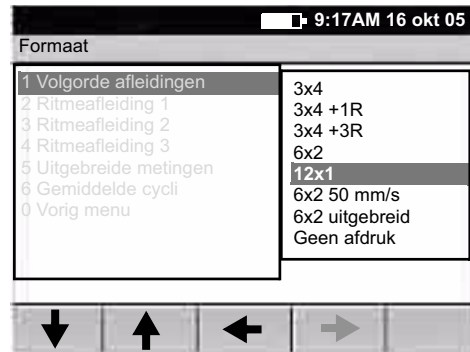 9:17AM 16 okt 05
Formaat
1 Volgorde afleidingen
2 Ritmeafleiding 1
3 Ritmeafleiding 2
4 Ritmeafleiding 3
5 Uitgebreide metingen
6 Gemiddelde cycli
0 Vorig menu
3x4
3x4 +1R
3x4 +3R
6x2
12x1
6x2 50 mm/s
6x2 uitgebreid
Geen afdruk